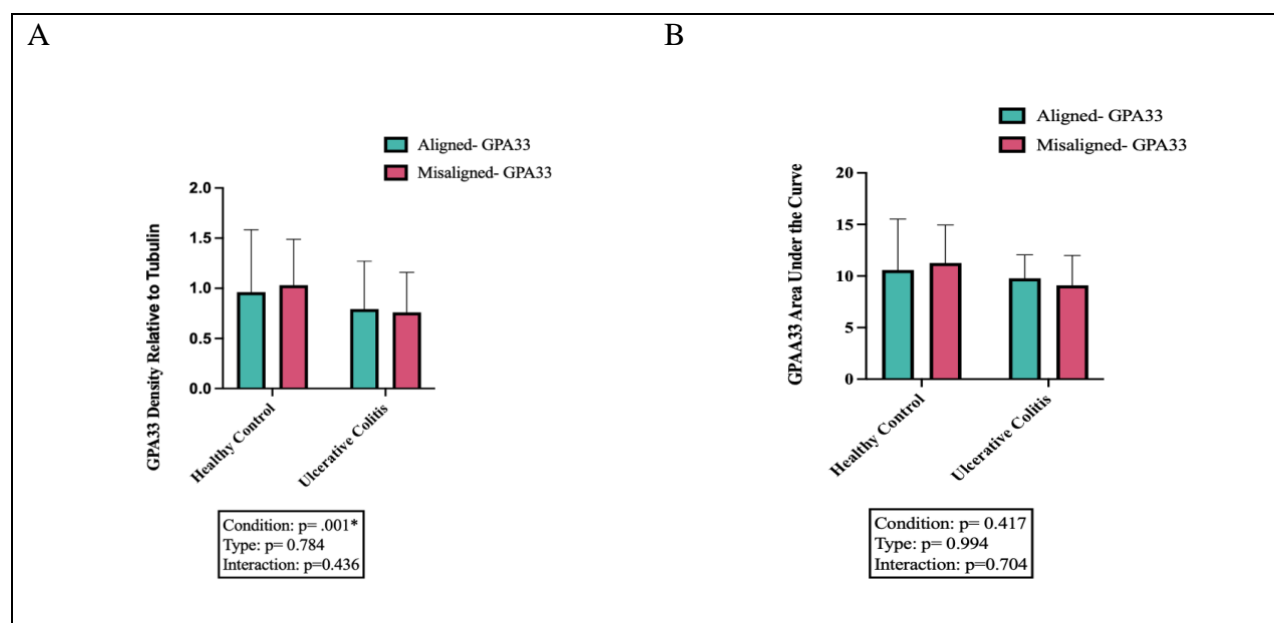 A
Aligned- GPA33
Misaligned- GPA33
GPA33 Density Relative to Tubulin
2.0
1.5
1.0
0.5
0.0
Healthy Control
Ulcerative Colitis
Condition: p= .001*
Type: p= 0.784
Interaction: p=0.436
B
Aligned- GPA33
Misaligned- GPA33
GPAA33 Area Under the Curve
20
15
10
5
0
Healthy Control
Ulcerative Colitis
Condition: p= 0.417
Type: p= 0.994
Interaction: p=0.704